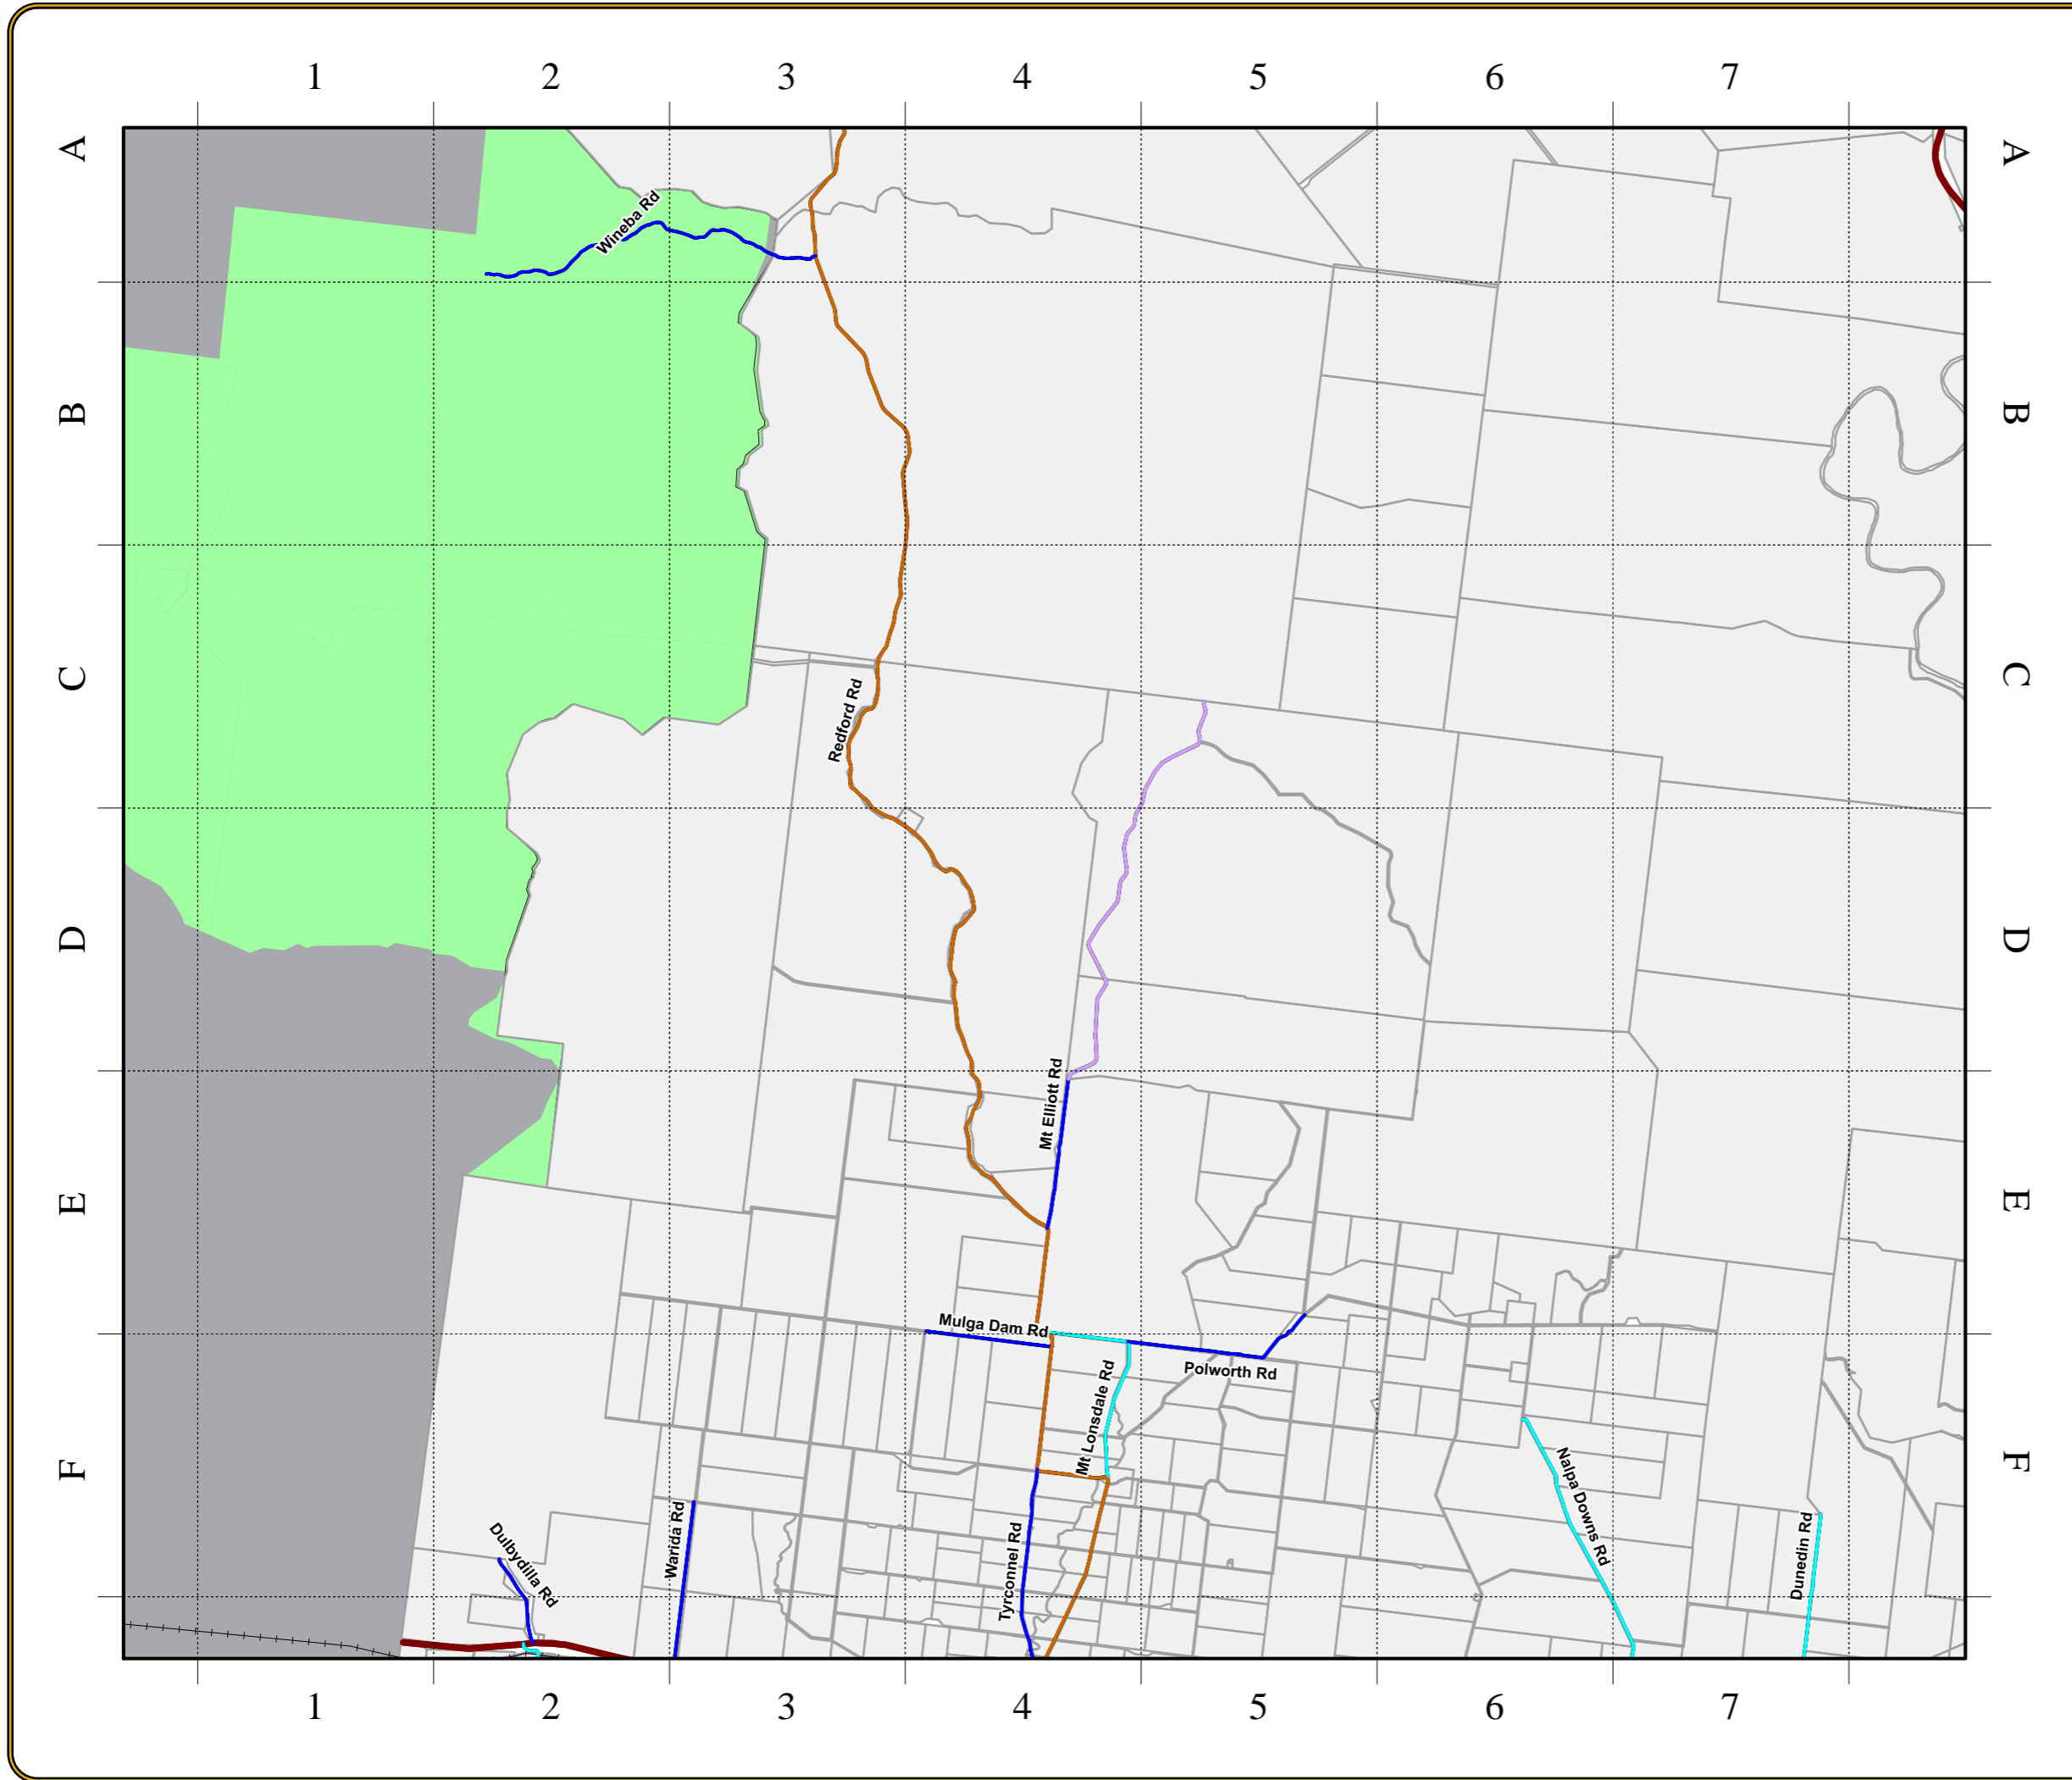 1 2 3 4 5 6 7
A A
Wineba Rd
B B
C C
Redford Rd
D D
Mt Elliott Rd
E E
Mulga Dam Rd
Polworth Rd
Mt Lonsdale Rd
F F
Nalpa Downs Rd
Warida Rd
Dunedin Rd
Dulbydilla Rd
Tyrconnel Rd
1 2 3 4 5 6 7